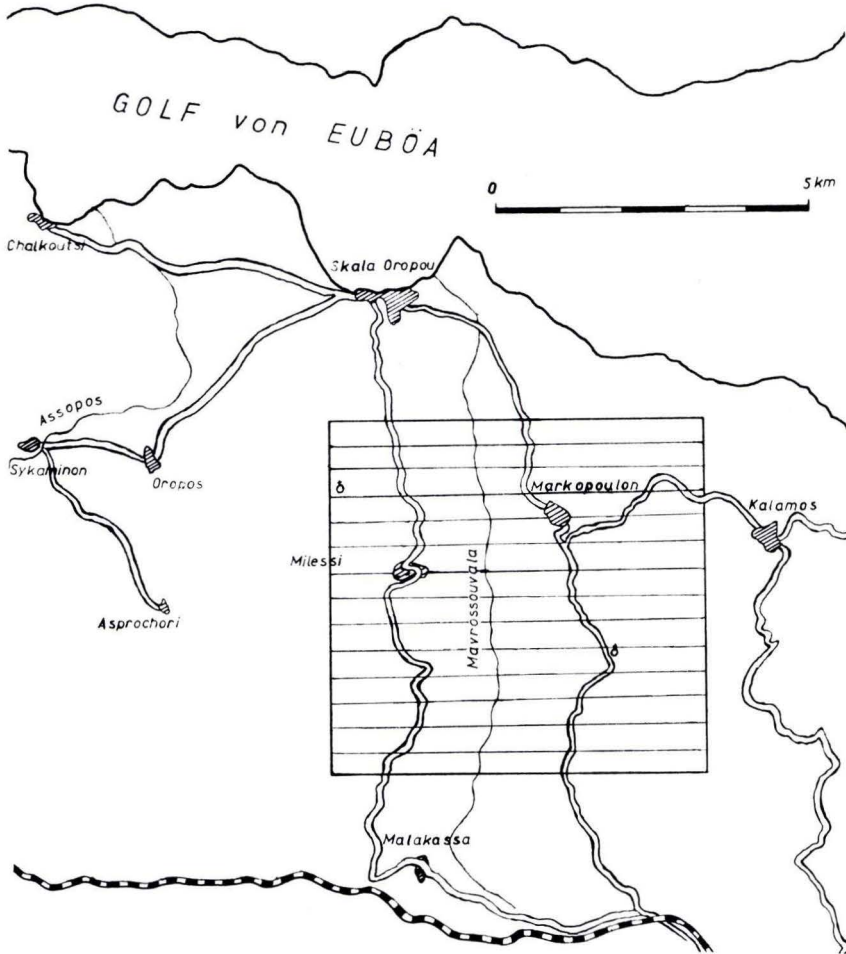 GOLF von EUBÖA
0 5 km
Chalkoutsi
Skala Oropou
Assopos
Sykaminon
Oropos
Markopoulon
δ
Kalamos
Milessi
Mavrossouvala
Asprochori
δ
Malakassa